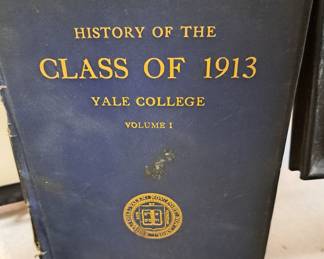 HISTORY OF THE
CLASS OF 1913
YALE COLLEGE
VOLUME I